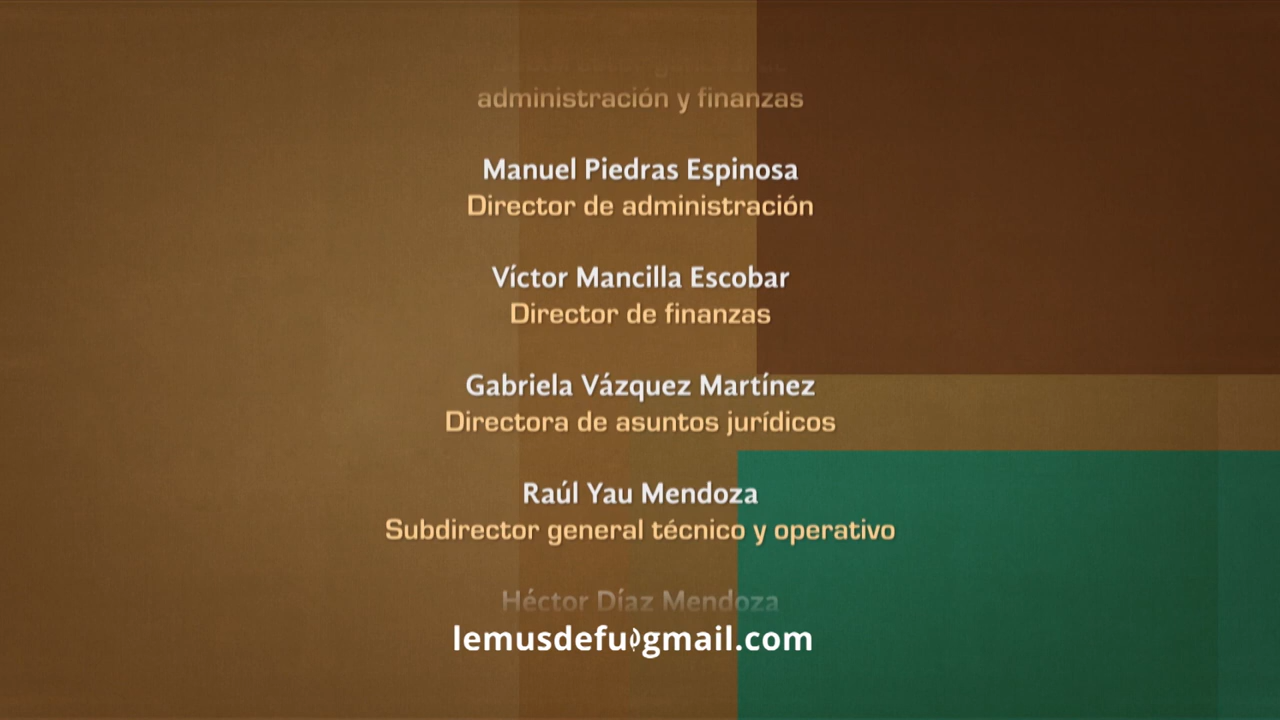 administración y finanzas
Manuel Piedras Espinosa
Director de administración
Víctor Mancilla Escobar
Director de finanzas
Gabriela Vázquez Martínez
Directora de asuntos jurídicos
Raúl Yau Mendoza
Subdirector general técnico y operativo
Héctor Díaz Mendoza